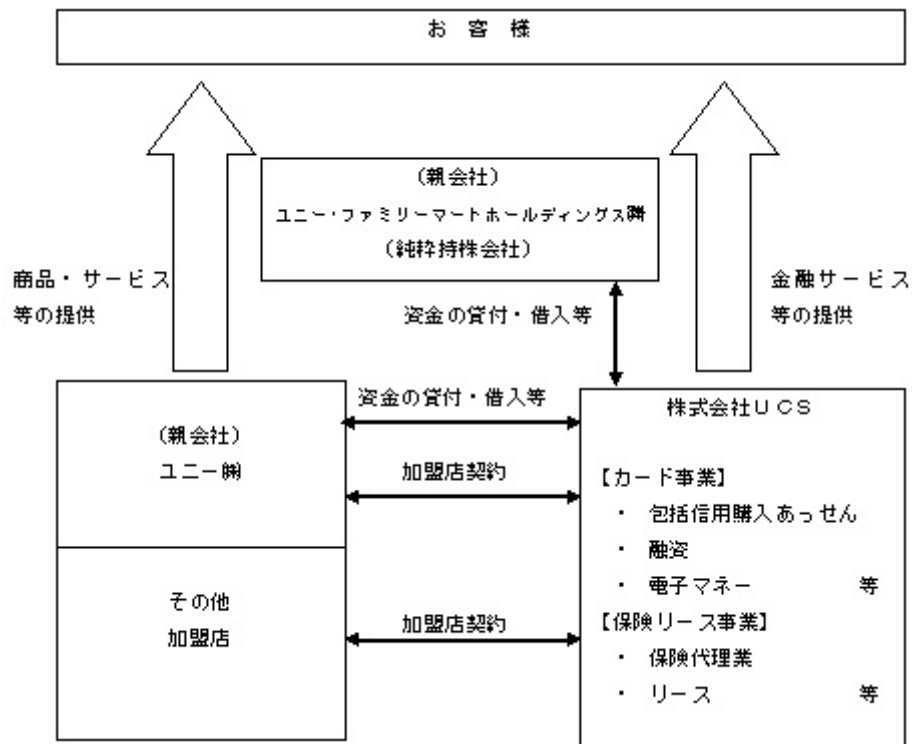 お 客 様
(親会社)
ユニー・ファミリーマートホールディングス㈱
(純粋持株会社)
商品・サービス
等の提供
金融サービス
等の提供
資金の貸付・借入等
資金の貸付・借入等
(親会社)
ユニー㈱
加盟店契約
その他
加盟店
加盟店契約
株式会社UCS
【カード事業】
・ 包括信用購入あっせん
・ 融資
・ 電子マネー 等
【保険リース事業】
・ 保険代理業
・ リース 等